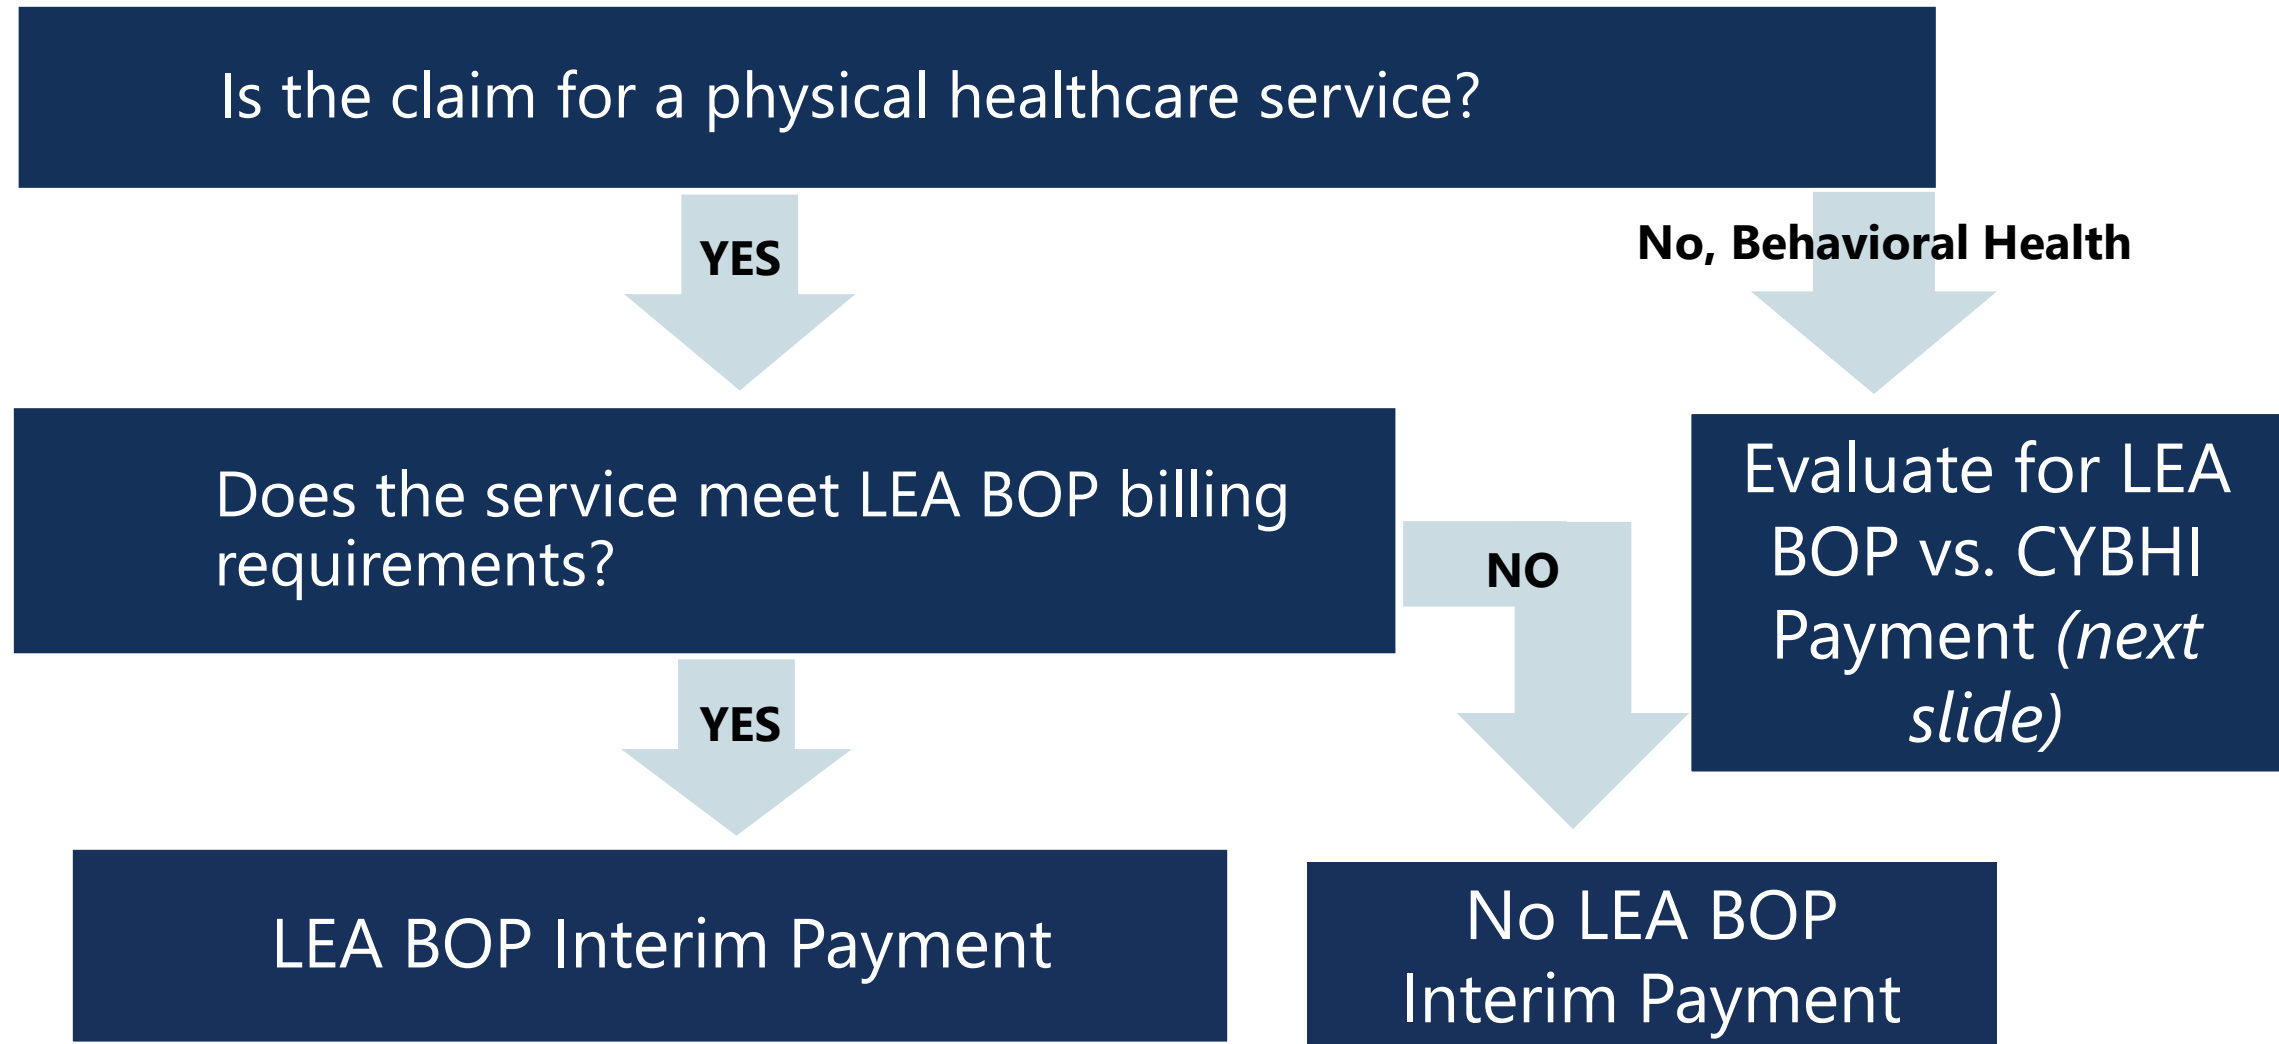 Is the claim for a physical healthcare service?
YES
No, Behavioral Health
Does the service meet LEA BOP billing
requirements?
NO
Evaluate for LEA
BOP vs. CYBHI
Payment (next
slide)
YES
LEA BOP Interim Payment
No LEA BOP
Interim Payment